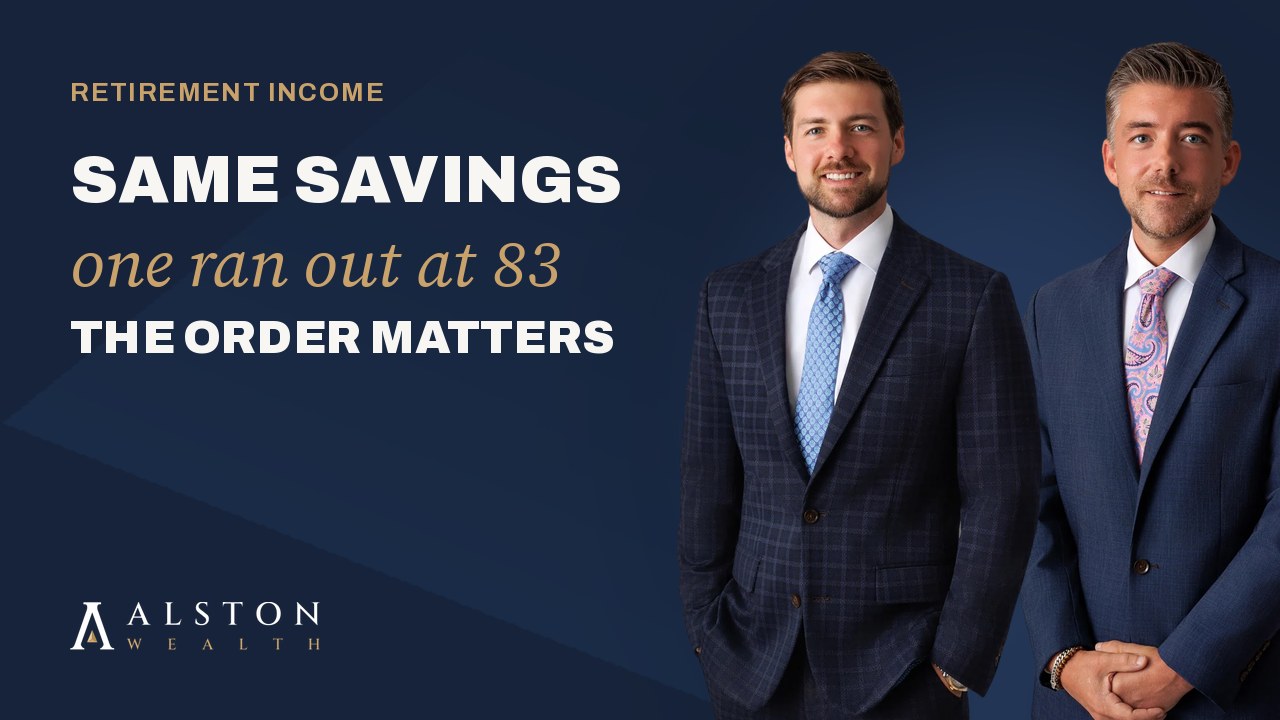 RETIREMENT INCOME
SAME SAVINGS
one ran out at 83
THE ORDER MATTERS
ALSTON
WEALTH